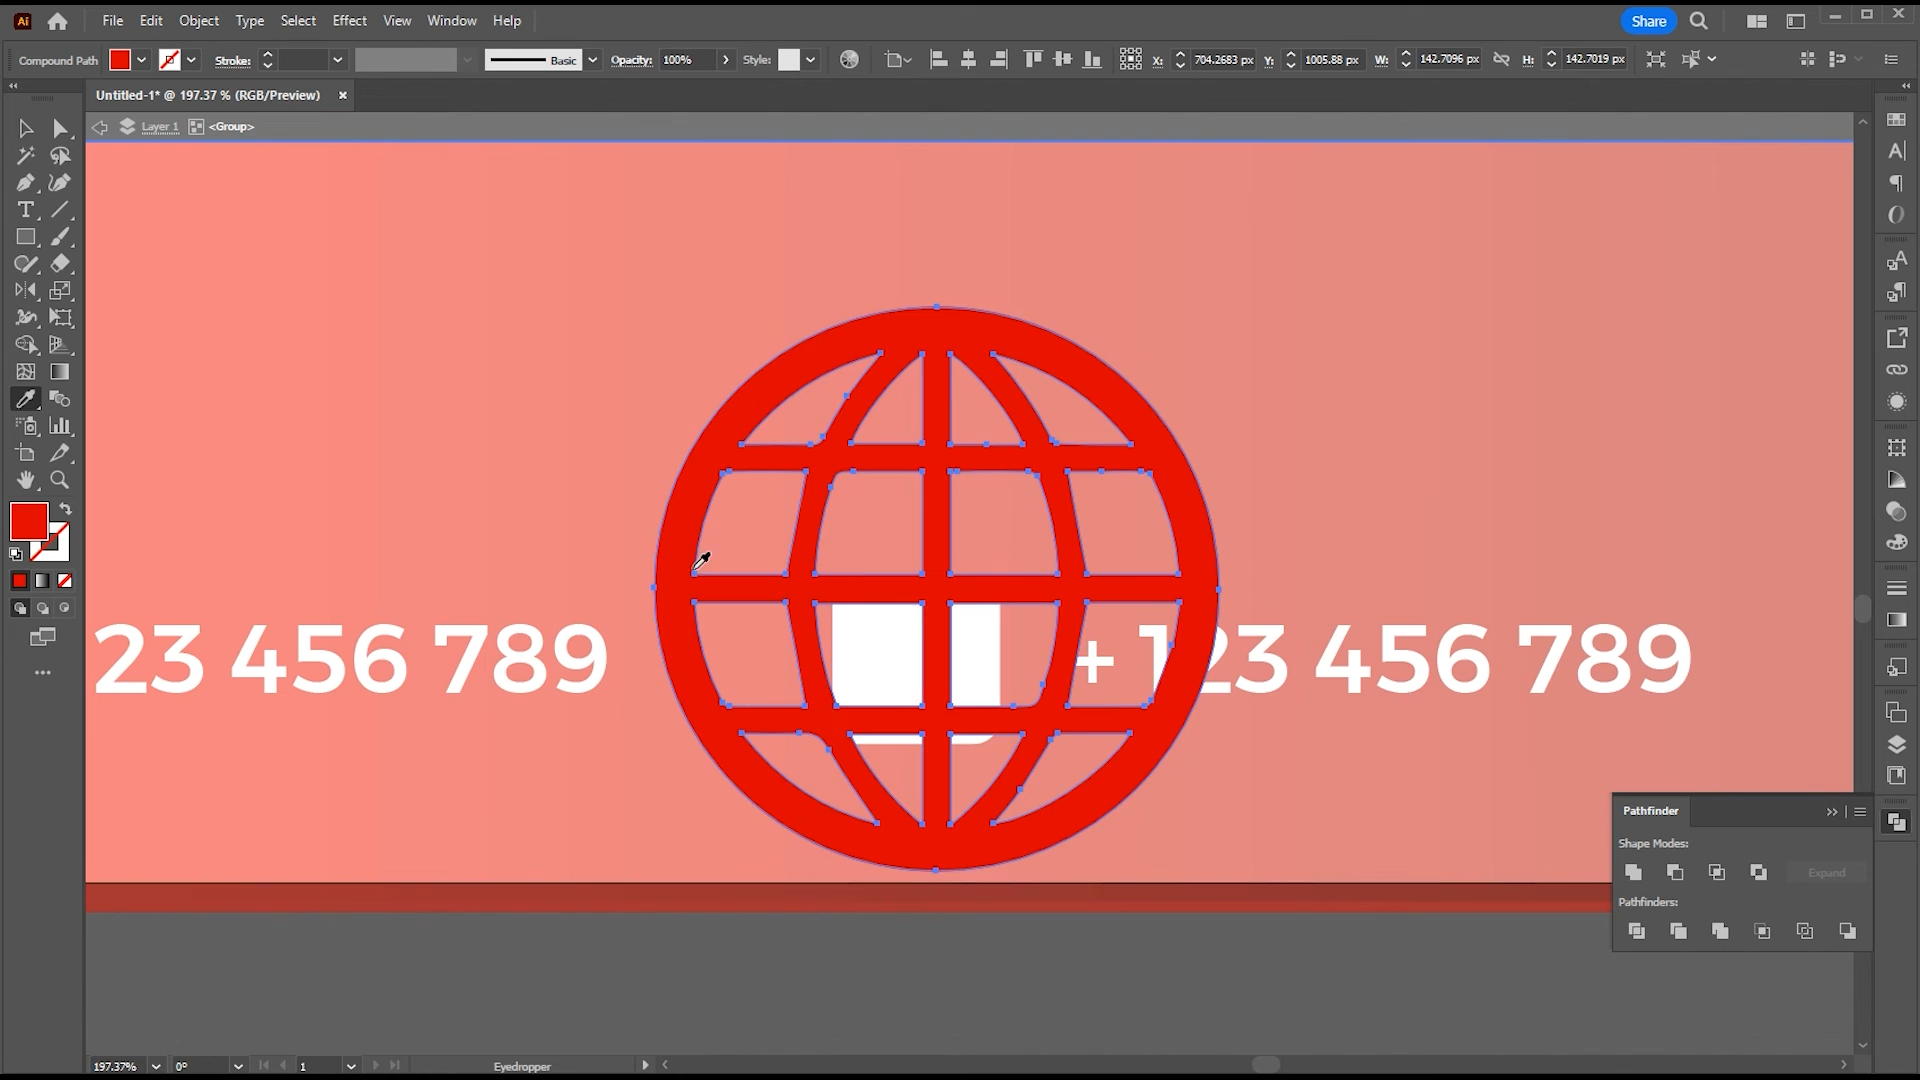 Ai File Edit Object Type Select Effect View Window Help Share
Compound Path Stroke: Basic Opacity: 100% Style: X: 704.2683 px Y: 1005.88 px W: 142.7096 px H: 142.7019 px
Untitled-1* @ 197.37 % (RGB/Preview)
Layer 1 <Group>
23 456 789
+ 123 456 789
Pathfinder
Shape Modes:
Expand
Pathfinders:
197.37% 0° 1 Eyedropper